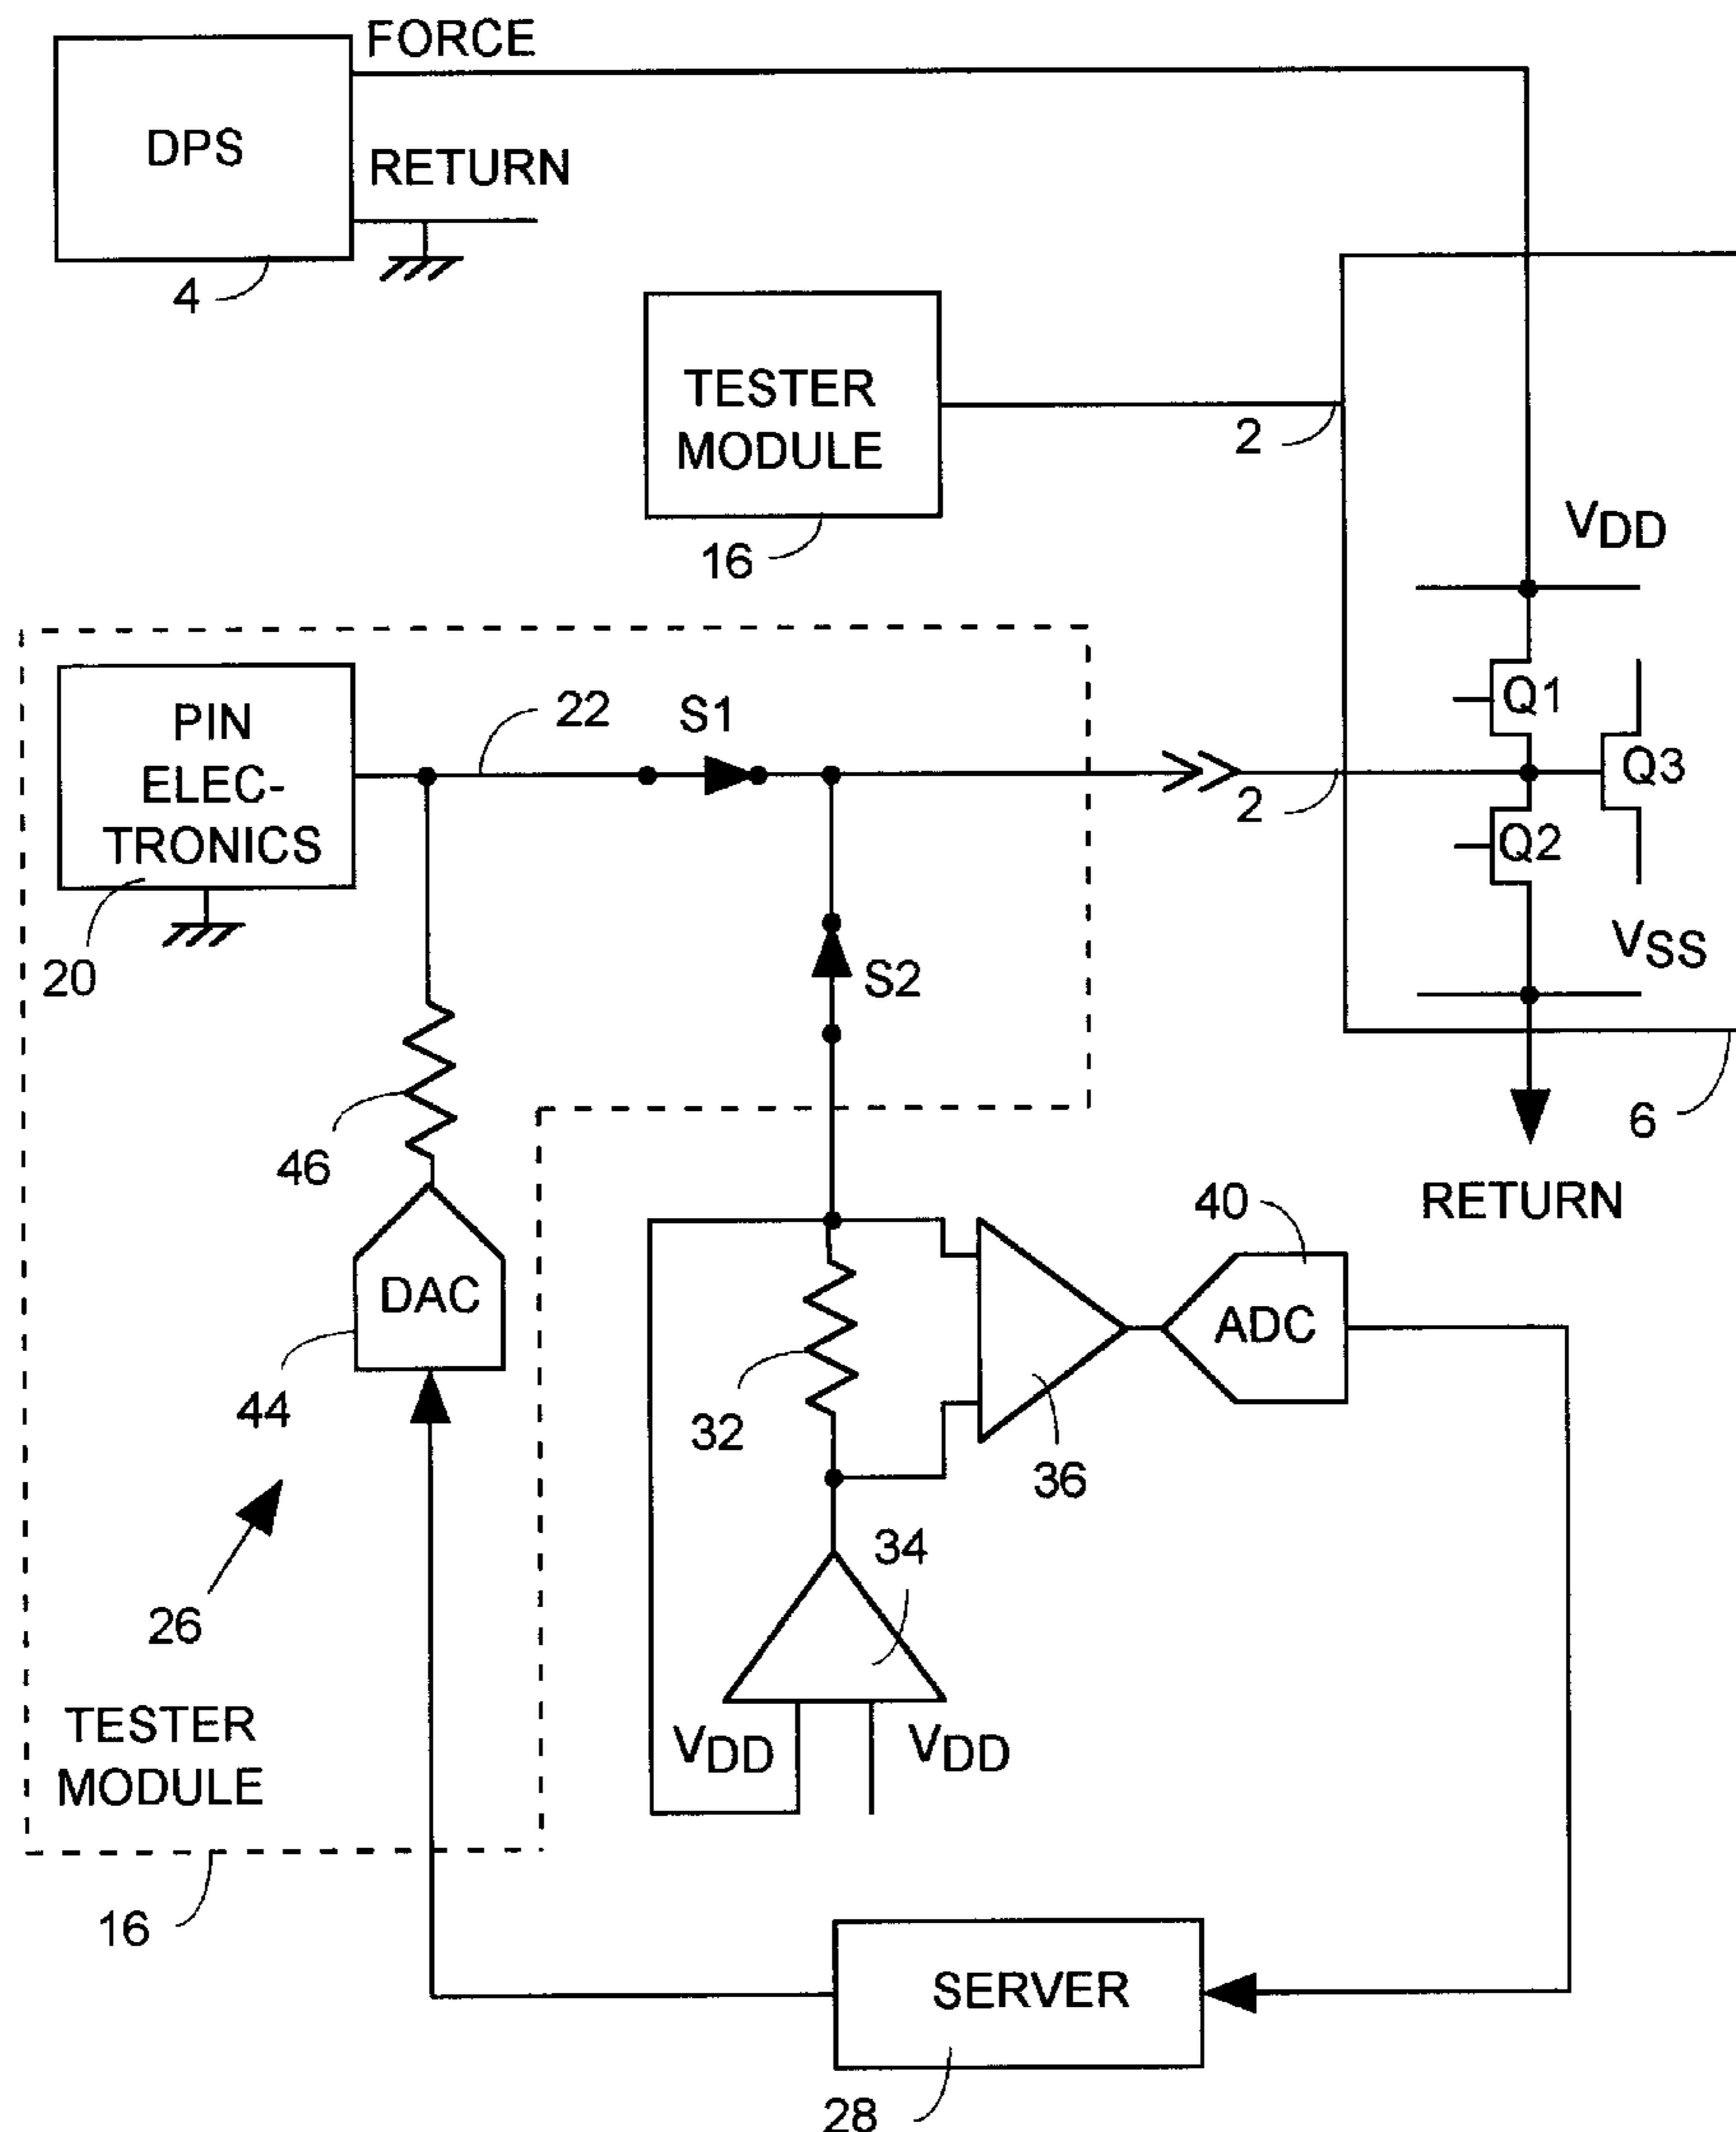 FORCE
DPS
RETURN
4
TESTER
MODULE
2
16
VDD
PIN
ELEC-
TRONICS
22
S1
Q1
Q3
2
Q2
20
S2
VSS
46
6
RETURN
40
DAC
ADC
44
32
36
34
26
VDD
VDD
TESTER
MODULE
16
SERVER
28